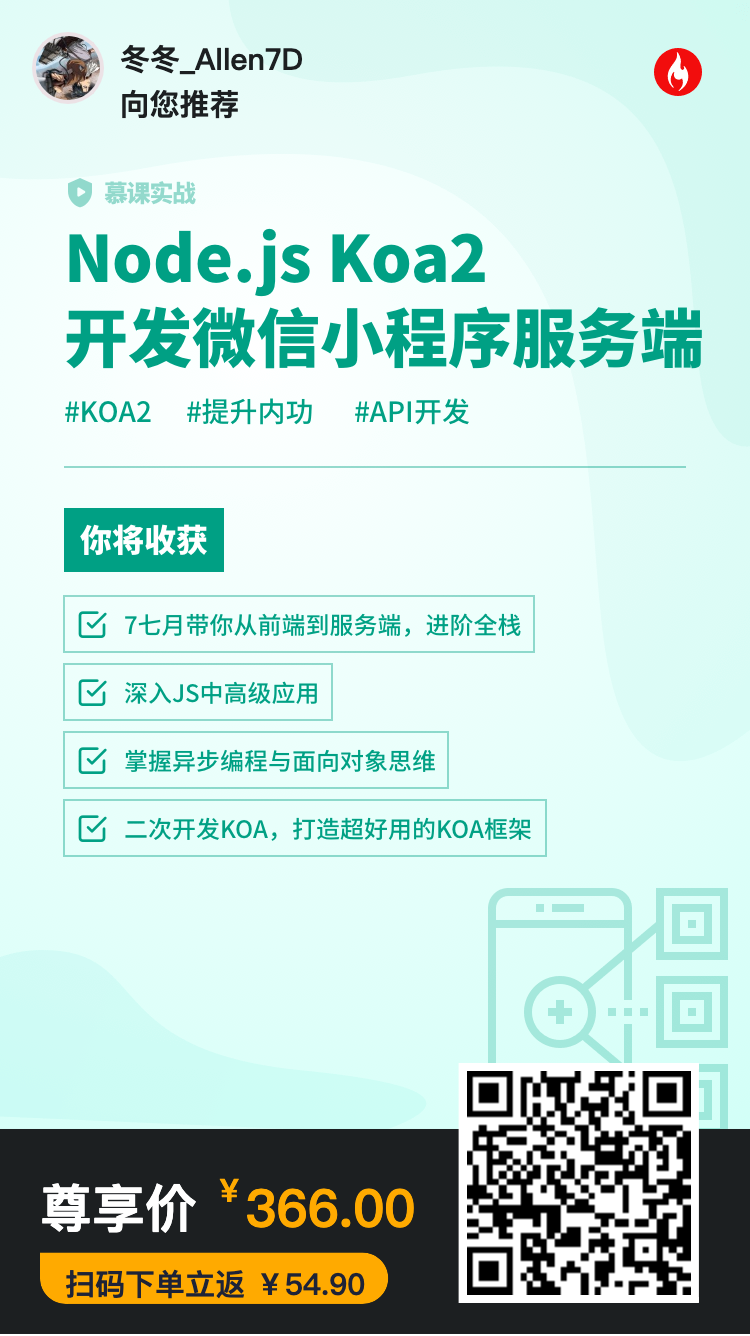 冬冬_Allen7D
向您推荐
慕课实战
Node.js Koa2
开发微信小程序服务端
#KOA2 #提升内功 #API开发
你将收获
7七月带你从前端到服务端，进阶全栈
深入JS中高级应用
掌握异步编程与面向对象思维
二次开发KOA，打造超好用的KOA框架
尊享价 ¥366.00
扫码下单立返 ¥54.90